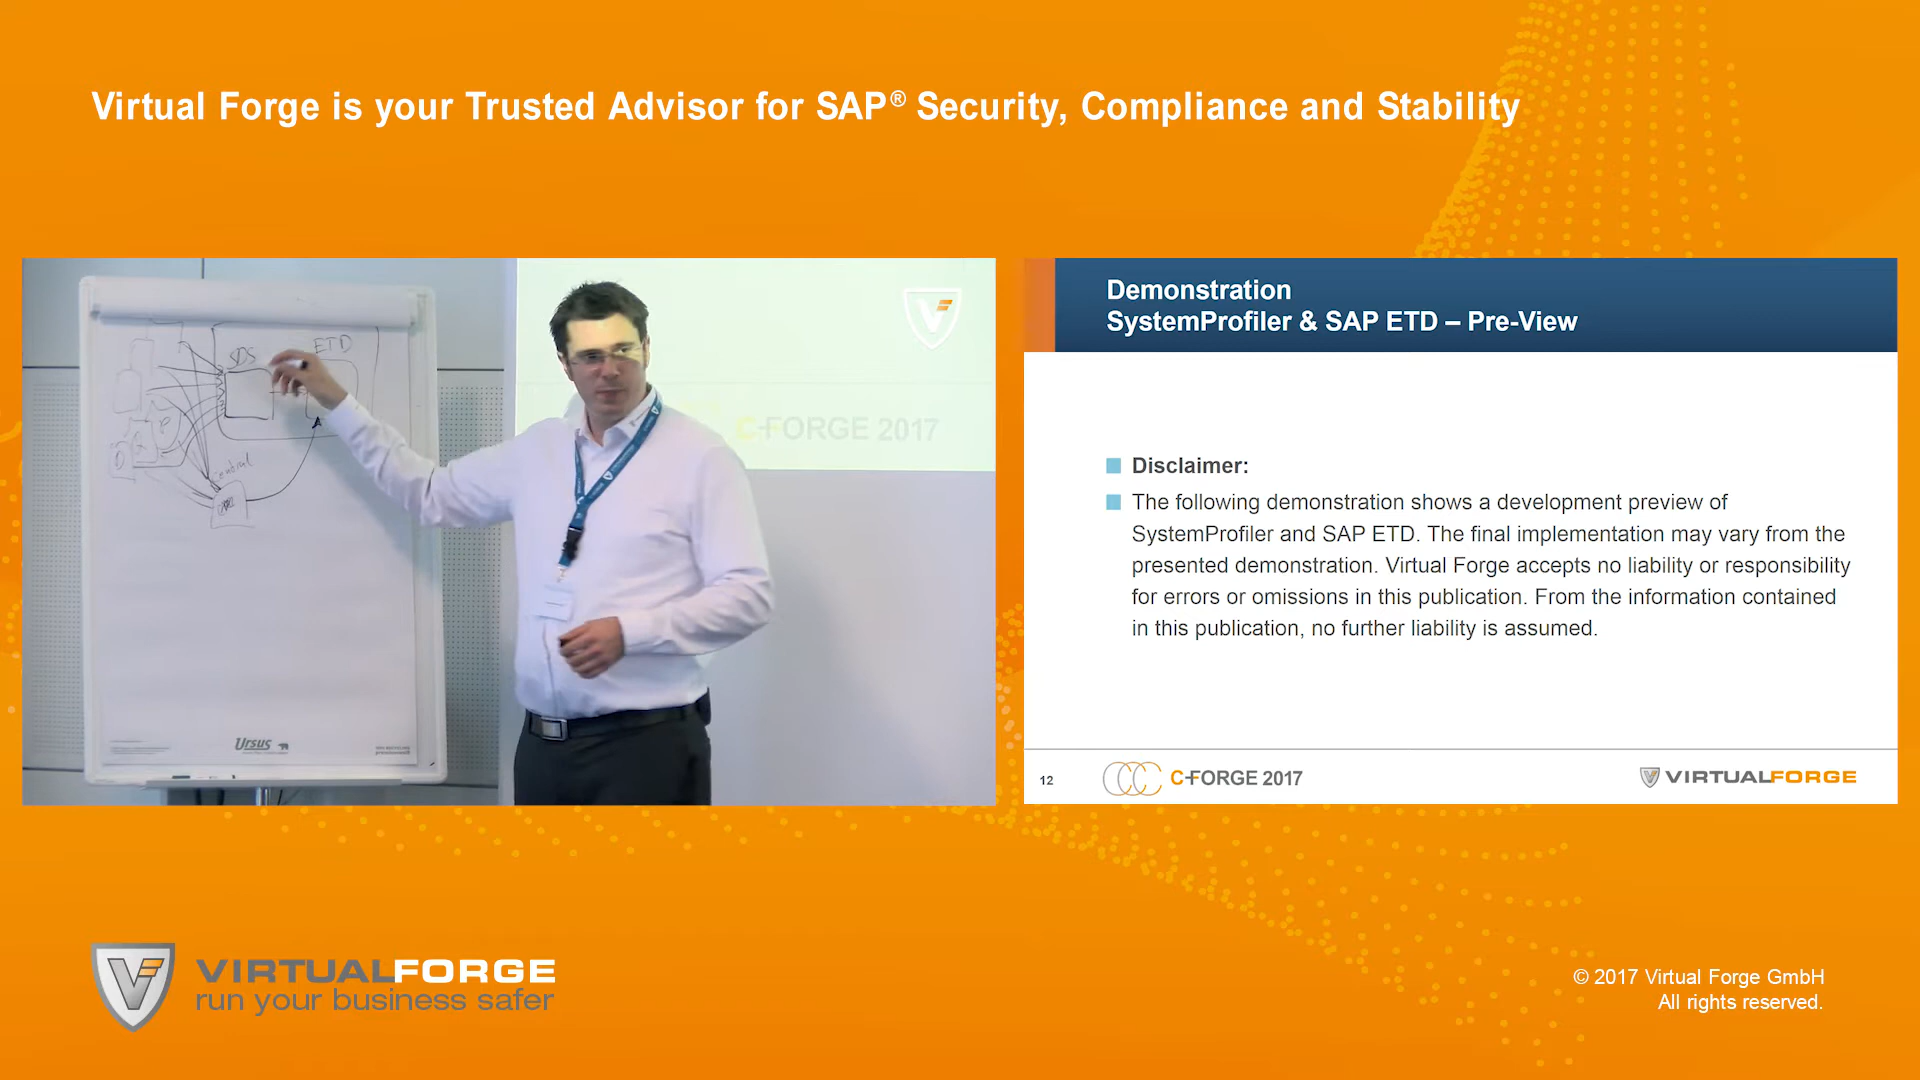 Virtual Forge is your Trusted Advisor for SAP® Security, Compliance and Stability
SDS
ETD
Central
Ursus
C-FORGE 2017
Demonstration
SystemProfiler & SAP ETD – Pre-View
Disclaimer:
The following demonstration shows a development preview of
SystemProfiler and SAP ETD. The final implementation may vary from the
presented demonstration. Virtual Forge accepts no liability or responsibility
for errors or omissions in this publication. From the information contained
in this publication, no further liability is assumed.
12
C-FORGE 2017
VIRTUALFORGE
VIRTUALFORGE
run your business safer
© 2017 Virtual Forge GmbH
All rights reserved.